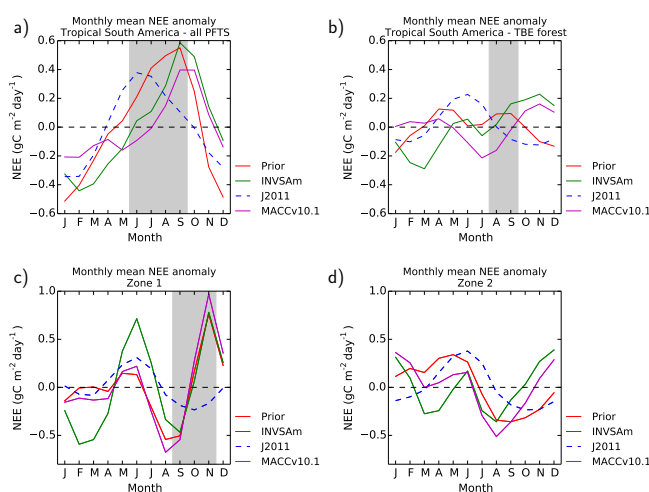 a)
Monthly mean NEE anomaly
Tropical South America - all PFTS
NEE (gC m⁻² day⁻¹)
0.6
0.4
0.2
0.0
−0.2
−0.4
−0.6
J F M A M J J A S O N D
Month
Prior
INVSAm
J2011
MACCv10.1
b)
Monthly mean NEE anomaly
Tropical South America - TBE forest
NEE (gC m⁻² day⁻¹)
0.6
0.4
0.2
0.0
−0.2
−0.4
−0.6
J F M A M J J A S O N D
Month
Prior
INVSAm
J2011
MACCv10.1
c)
Monthly mean NEE anomaly
Zone 1
NEE (gC m⁻² day⁻¹)
1.0
0.5
0.0
−0.5
J F M A M J J A S O N D
Month
Prior
INVSAm
J2011
MACCv10.1
d)
Monthly mean NEE anomaly
Zone 2
NEE (gC m⁻² day⁻¹)
1.0
0.5
0.0
−0.5
J F M A M J J A S O N D
Month
Prior
INVSAm
J2011
MACCv10.1